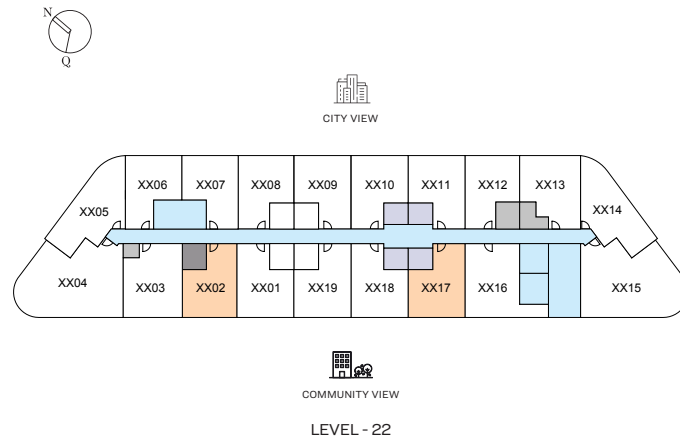 N
Q
CITY VIEW
XX06 XX07 XX08 XX09 XX10 XX11 XX12 XX13
XX05 XX14
XX04 XX03 XX02 XX01 XX19 XX18 XX17 XX16 XX15
COMMUNITY VIEW
LEVEL - 22